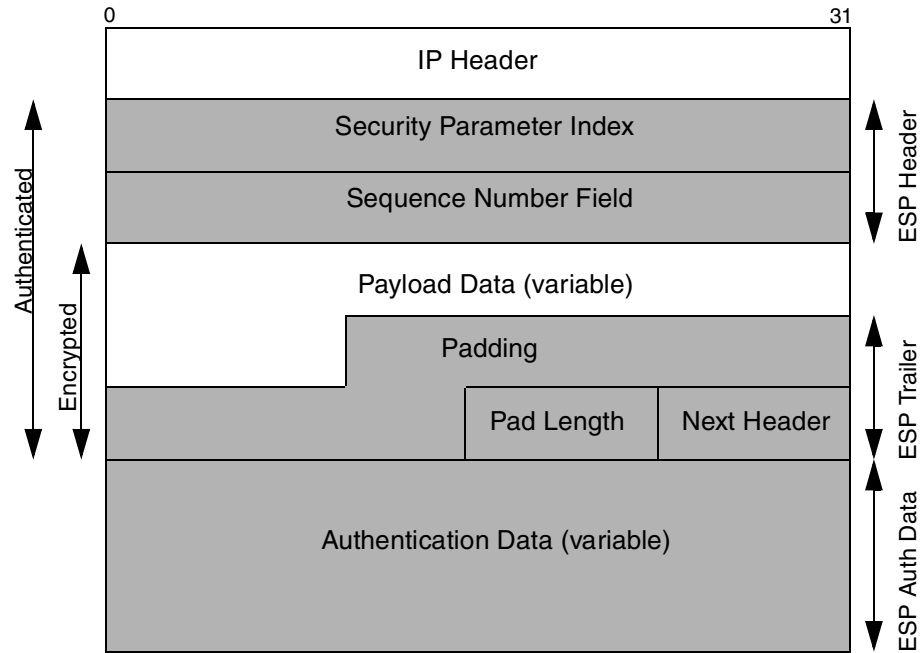 0 31
IP Header
Security Parameter Index
Sequence Number Field
Payload Data (variable)
Padding
Pad Length Next Header
Authentication Data (variable)
Authenticated
Encrypted
ESP Header
ESP Trailer
ESP Auth Data